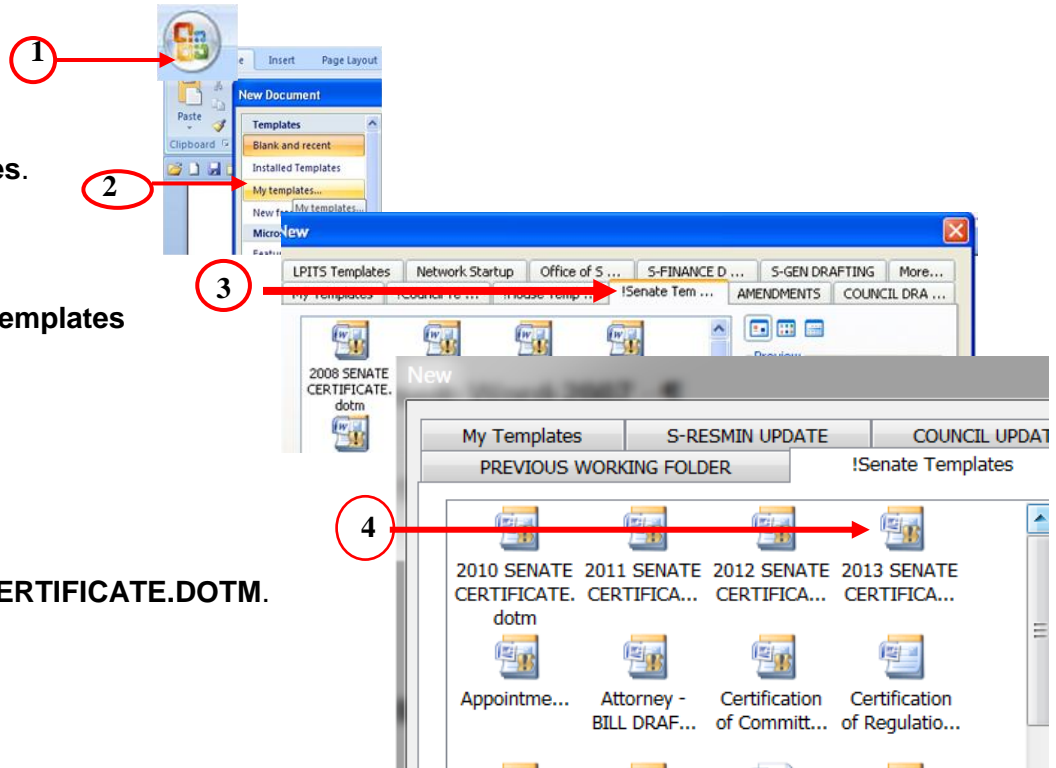 1
e Insert Page Layout
Paste
Clipboard
New Document
Templates
Blank and recent
Installed Templates
My templates...
My templates...
es.
2
New
LPITS Templates Network Startup Office of S ... S-FINANCE D ... S-GEN DRAFTING More...
!Senate Tem ... AMENDMENTS COUNCIL DRA ...
3
emplates
2008 SENATE
CERTIFICATE.
dotm
New
My Templates S-RESMIN UPDATE COUNCIL UPDAT
PREVIOUS WORKING FOLDER !Senate Templates
4
2010 SENATE 2011 SENATE 2012 SENATE 2013 SENATE
CERTIFICATE. CERTIFICA... CERTIFICA... CERTIFICA...
dotm
ERTIFICATE.DOTM.
Appointme... Attorney - Certification Certification
BILL DRAF... of Committ... of Regulatio...